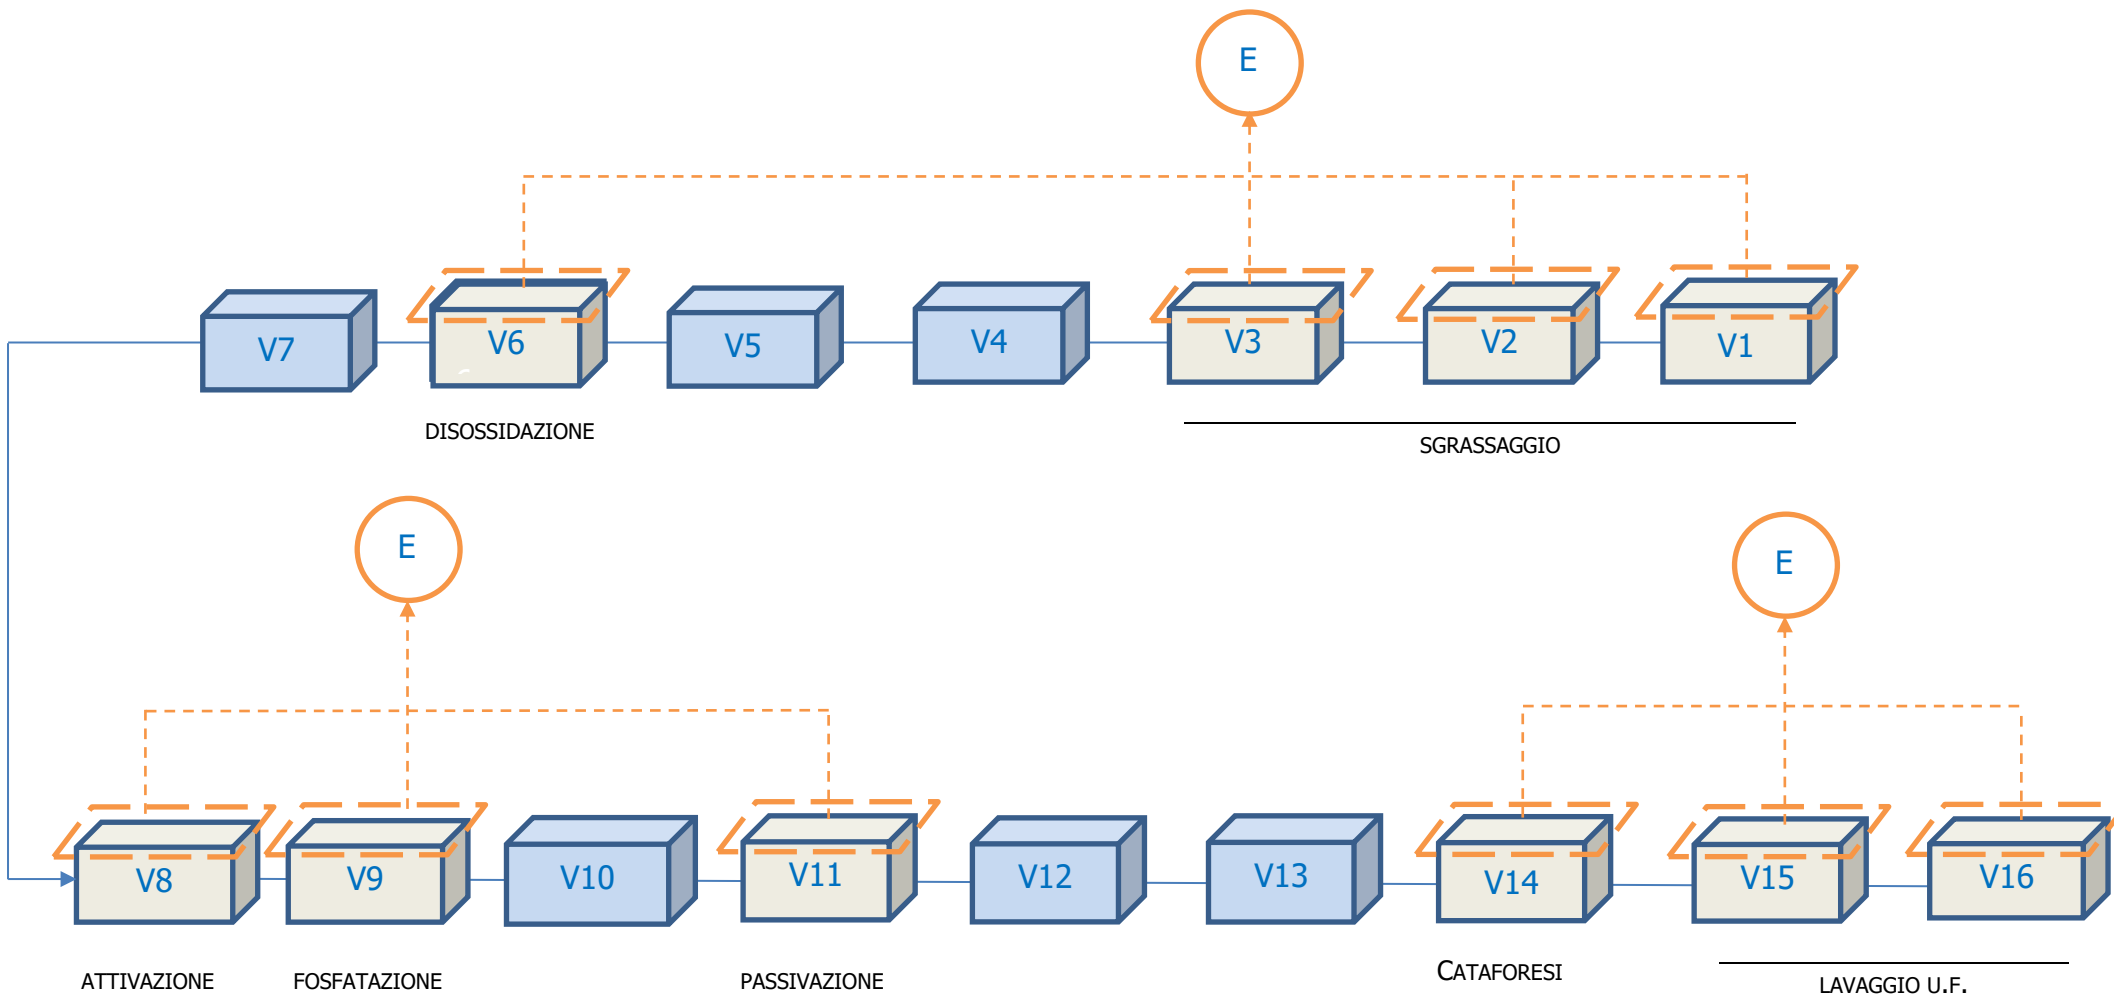 E
V7 V6 V5 V4 V3 V2 V1
DISOSSIDAZIONE
SGRASSAGGIO
E
E
V8 V9 V10 V11 V12 V13 V14 V15 V16
ATTIVAZIONE FOSFATAZIONE PASSIVAZIONE CATAFORESI LAVAGGIO U.F.